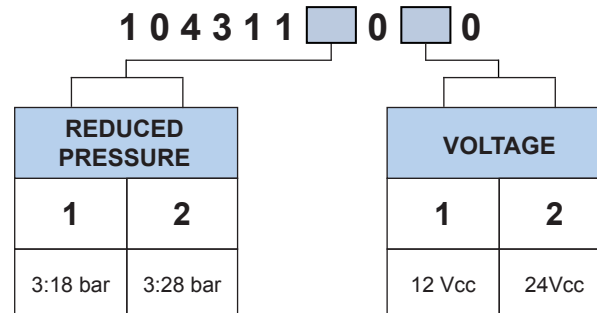 1 0 4 3 1 1 0 0
REDUCED PRESSURE VOLTAGE
1 2 1 2
3:18 bar 3:28 bar 12 Vcc 24Vcc